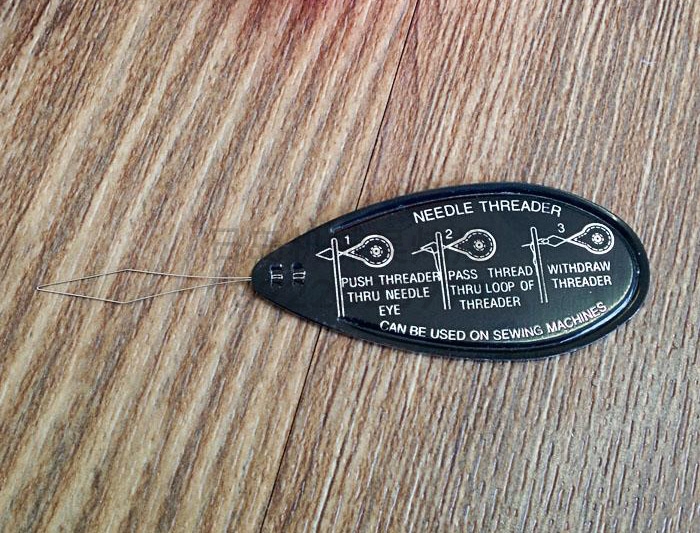 NEEDLE THREADER
1 2 3
PUSH THREADER
THRU NEEDLE
EYE
PASS THREAD
THRU LOOP OF
THREADER
WITHDRAW
THREADER
CAN BE USED ON SEWING MACHINES